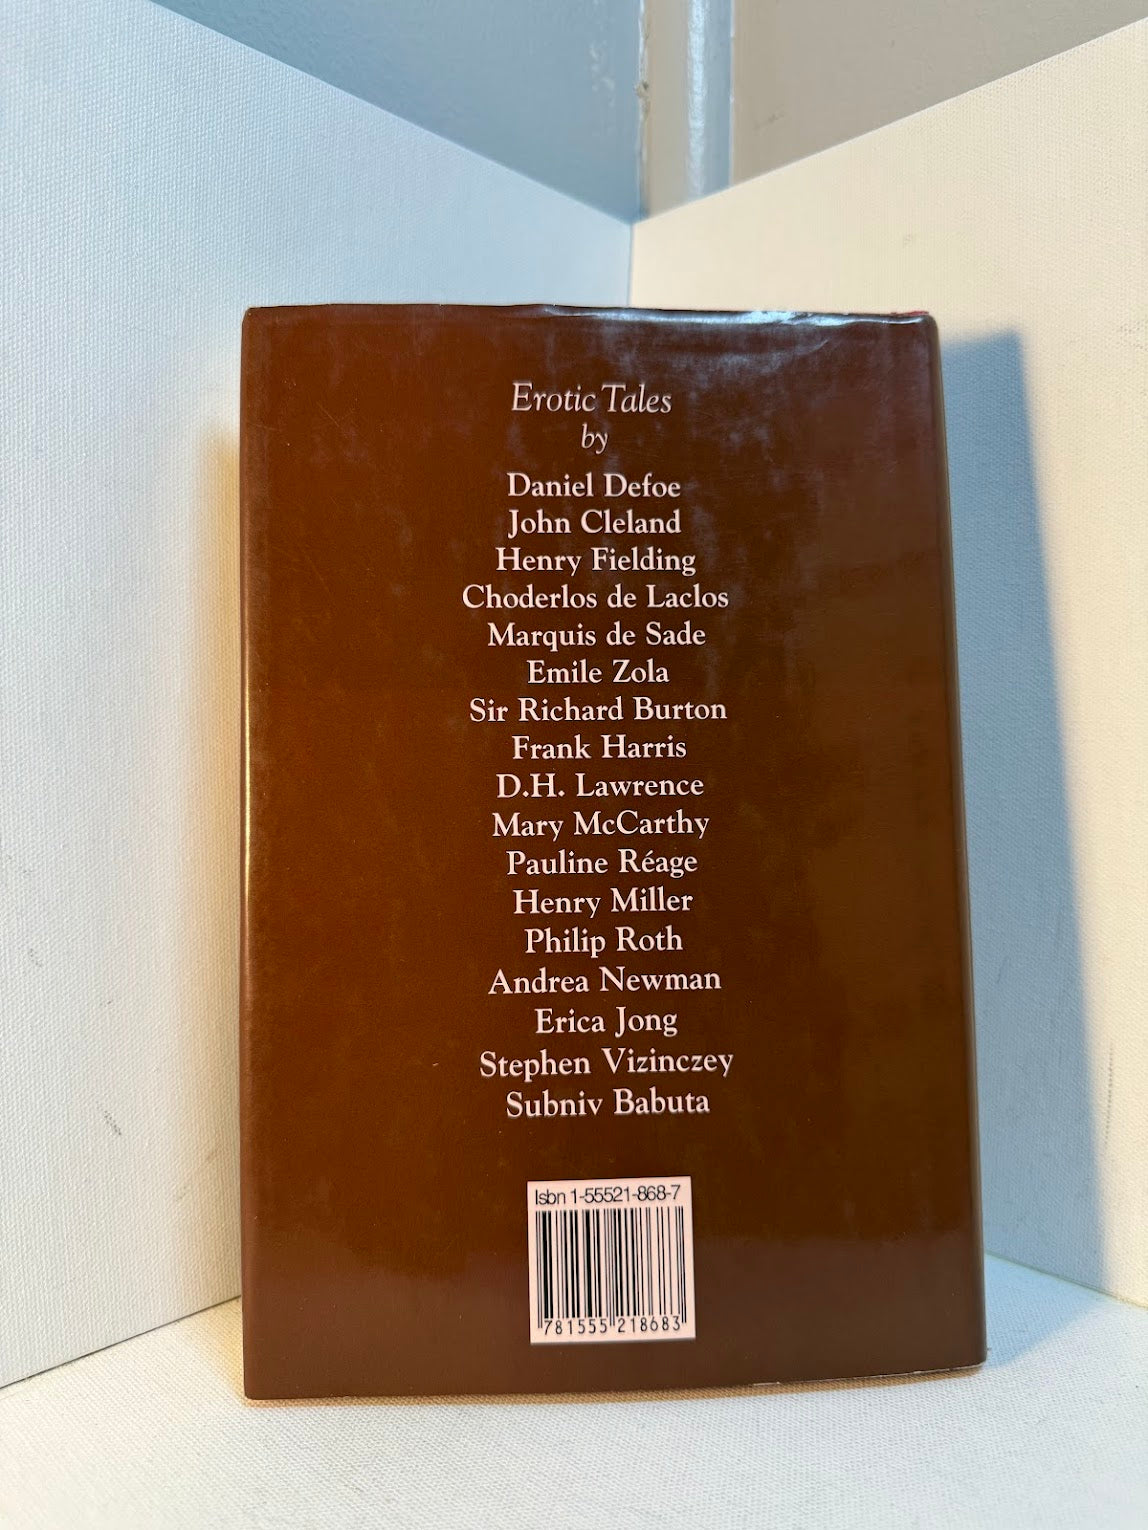 Erotic Tales
by
Daniel Defoe
John Cleland
Henry Fielding
Choderlos de Laclos
Marquis de Sade
Emile Zola
Sir Richard Burton
Frank Harris
D.H. Lawrence
Mary McCarthy
Pauline Réage
Henry Miller
Philip Roth
Andrea Newman
Erica Jong
Stephen Vizinczey
Subniv Babuta
Isbn 1-55521-868-7
781555 218683